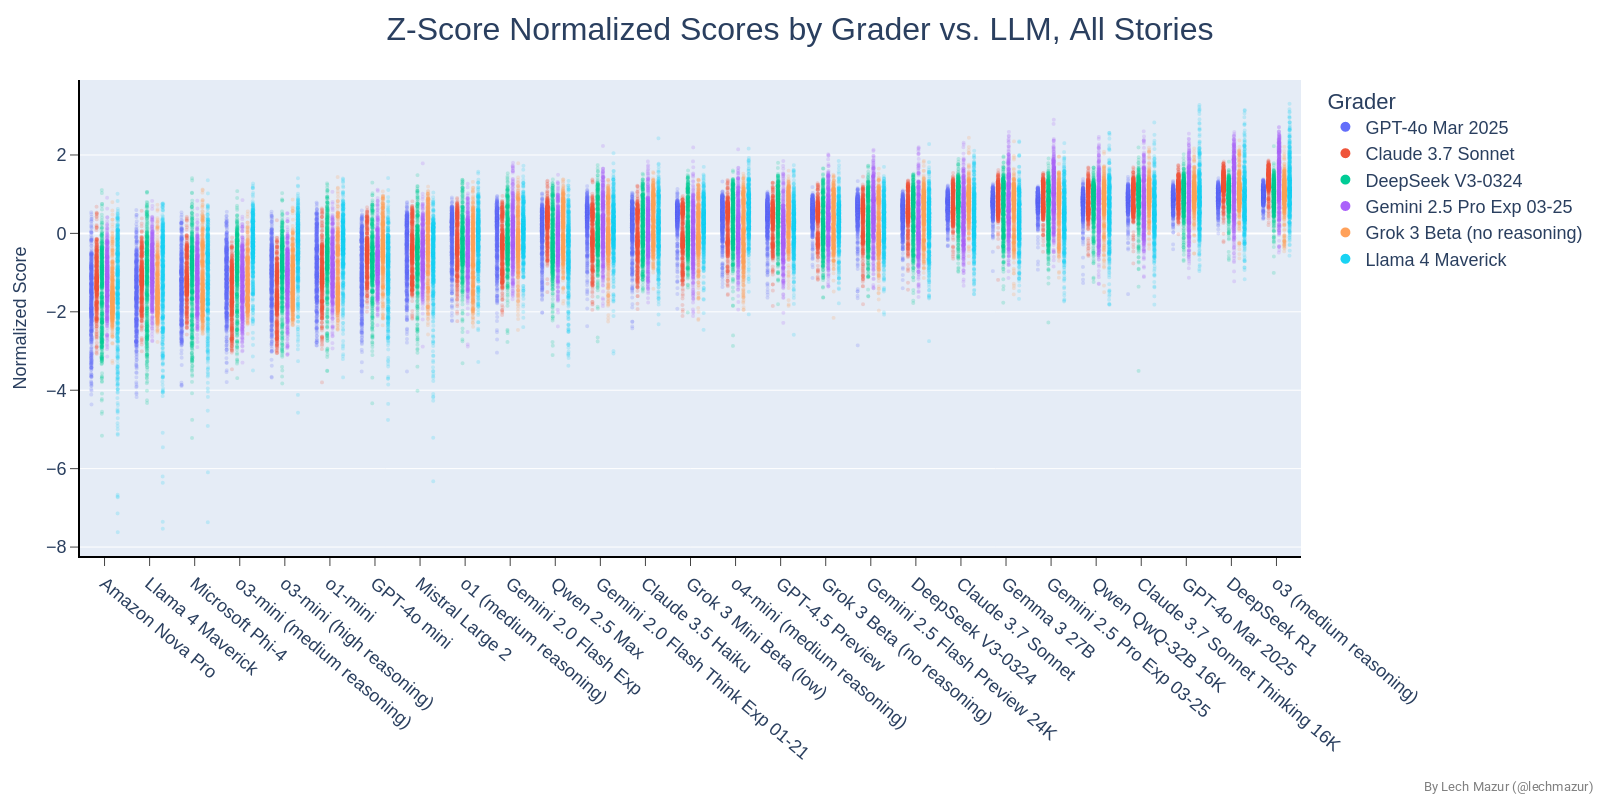 Z-Score Normalized Scores by Grader vs. LLM, All Stories
Normalized Score
2
0
−2
−4
−6
−8
Amazon Nova Pro
Llama 4 Maverick
Microsoft Phi-4
o3-mini (medium reasoning)
o3-mini (high reasoning)
o1-mini
GPT-4o mini
Mistral Large 2
o1 (medium reasoning)
Gemini 2.0 Flash Exp
Qwen 2.5 Max
Gemini 2.0 Flash Think Exp 01-21
Claude 3.5 Haiku
Grok 3 Mini Beta (low)
o4-mini (medium reasoning)
GPT-4.5 Preview
Grok 3 Beta (no reasoning)
Gemini 2.5 Flash Preview 24K
DeepSeek V3-0324
Claude 3.7 Sonnet
Gemma 3 27B
Gemini 2.5 Pro Exp 03-25
Qwen QwQ-32B 16K
Claude 3.7 Sonnet Thinking 16K
GPT-4o Mar 2025
DeepSeek R1
o3 (medium reasoning)
Grader
GPT-4o Mar 2025
Claude 3.7 Sonnet
DeepSeek V3-0324
Gemini 2.5 Pro Exp 03-25
Grok 3 Beta (no reasoning)
Llama 4 Maverick
By Lech Mazur (@lechmazur)